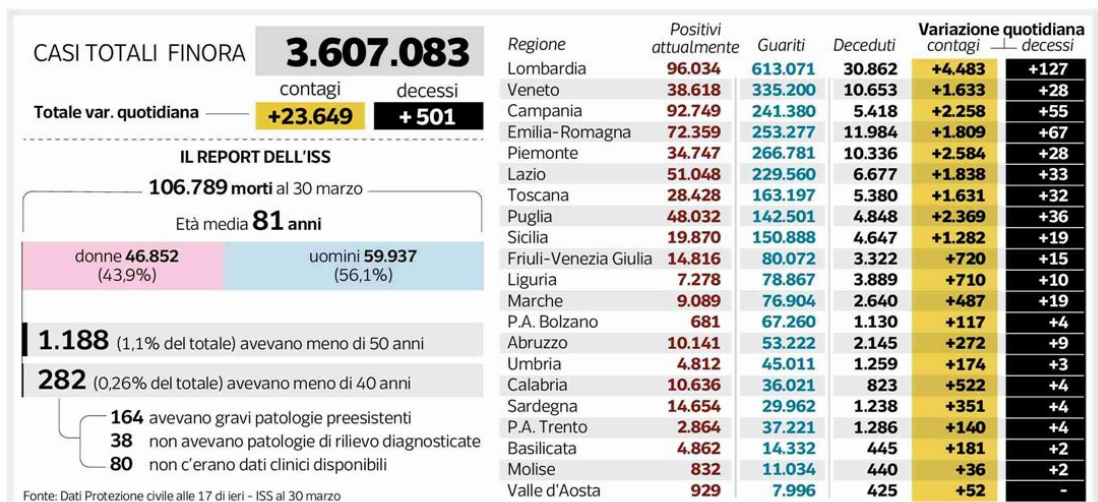 CASI TOTALI FINORA 3.607.083
contagi decessi
Totale var. quotidiana +23.649 +501
IL REPORT DELL'ISS
106.789 morti al 30 marzo
Età media 81 anni
donne 46.852 uomini 59.937
(43,9%) (56,1%)
1.188 (1,1% del totale) avevano meno di 50 anni
282 (0,26% del totale) avevano meno di 40 anni
164 avevano gravi patologie preesistenti
38 non avevano patologie di rilievo diagnosticate
80 non c'erano dati clinici disponibili
Fonte: Dati Protezione civile alle 17 di ieri - ISS al 30 marzo
Positivi Variazione quotidiana
Regione attualmente Guariti Deceduti contagi decessi
Lombardia 96.034 613.071 30.862 +4.483 +127
Veneto 38.618 335.200 10.653 +1.633 +28
Campania 92.749 241.380 5.418 +2.258 +55
Emilia-Romagna 72.359 253.277 11.984 +1.809 +67
Piemonte 34.747 266.781 10.336 +2.584 +28
Lazio 51.048 229.560 6.677 +1.838 +33
Toscana 28.428 163.197 5.380 +1.631 +32
Puglia 48.032 142.501 4.848 +2.369 +36
Sicilia 19.870 150.888 4.647 +1.282 +19
Friuli-Venezia Giulia 14.816 80.072 3.322 +720 +15
Liguria 7.278 78.867 3.889 +710 +10
Marche 9.089 76.904 2.640 +487 +19
P.A. Bolzano 681 67.260 1.130 +117 +4
Abruzzo 10.141 53.222 2.145 +272 +9
Umbria 4.812 45.011 1.259 +174 +3
Calabria 10.636 36.021 823 +522 +4
Sardegna 14.654 29.962 1.238 +351 +4
P.A. Trento 2.864 37.221 1.286 +140 +4
Basilicata 4.862 14.332 445 +181 +2
Molise 832 11.034 440 +36 +2
Valle d'Aosta 929 7.996 425 +52 -